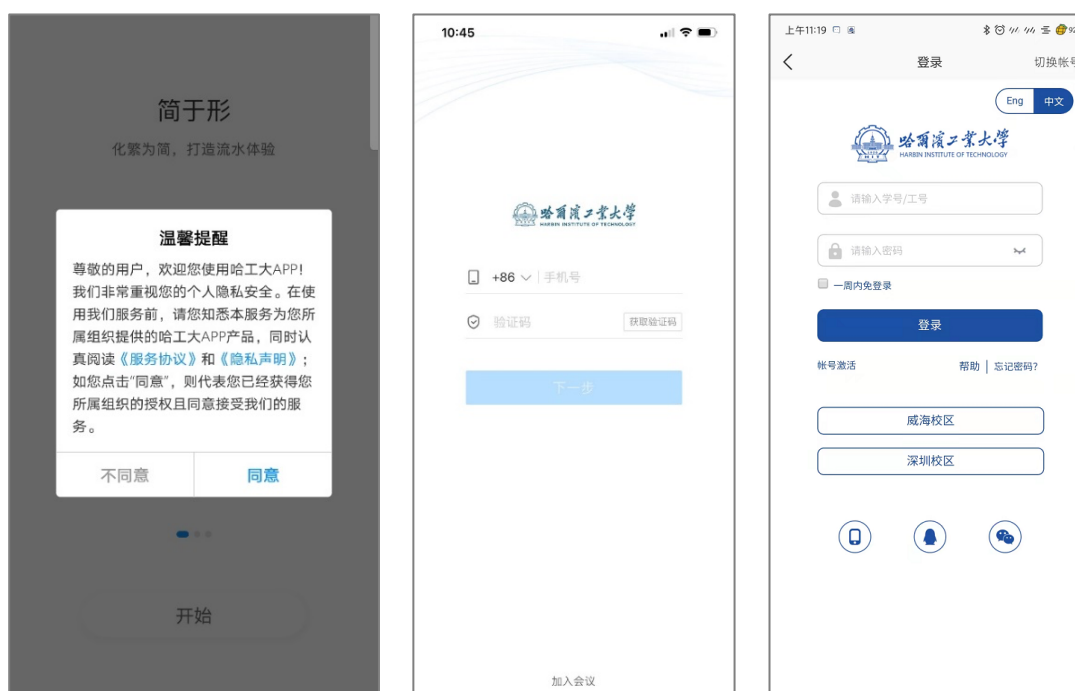 简于形
化繁为简，打造流水体验
温馨提醒
尊敬的用户，欢迎您使用哈工大APP！
我们非常重视您的个人隐私安全。在使
用我们服务前，请您知悉本服务为您所
属组织提供的哈工大APP产品，同时认
真阅读《服务协议》和《隐私声明》；
如您点击“同意”，则代表您已经获得您
所属组织的授权且同意接受我们的服
务。
不同意
同意
开始
10:45
哈尔滨工业大学
HARBIN INSTITUTE OF TECHNOLOGY
+86
手机号
验证码
获取验证码
下一步
加入会议
上午11:19
92
登录
切换帐号
Eng
中文
哈尔滨工业大学
HARBIN INSTITUTE OF TECHNOLOGY
请输入学号/工号
请输入密码
一周内免登录
登录
帐号激活
帮助 | 忘记密码?
威海校区
深圳校区